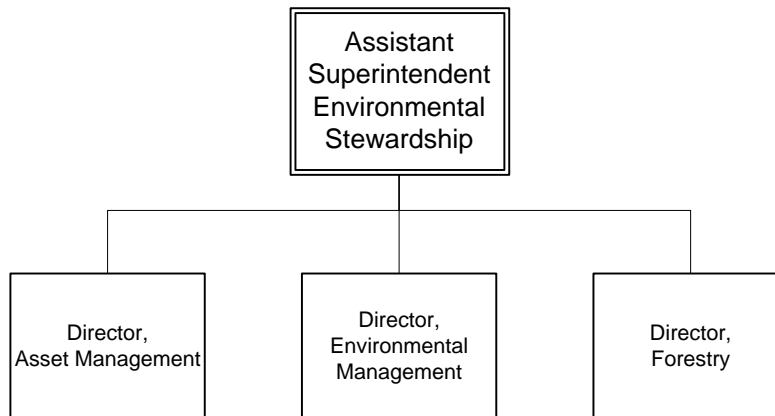 Assistant
Superintendent
Environmental
Stewardship
Director,
Asset Management
Director,
Environmental
Management
Director,
Forestry